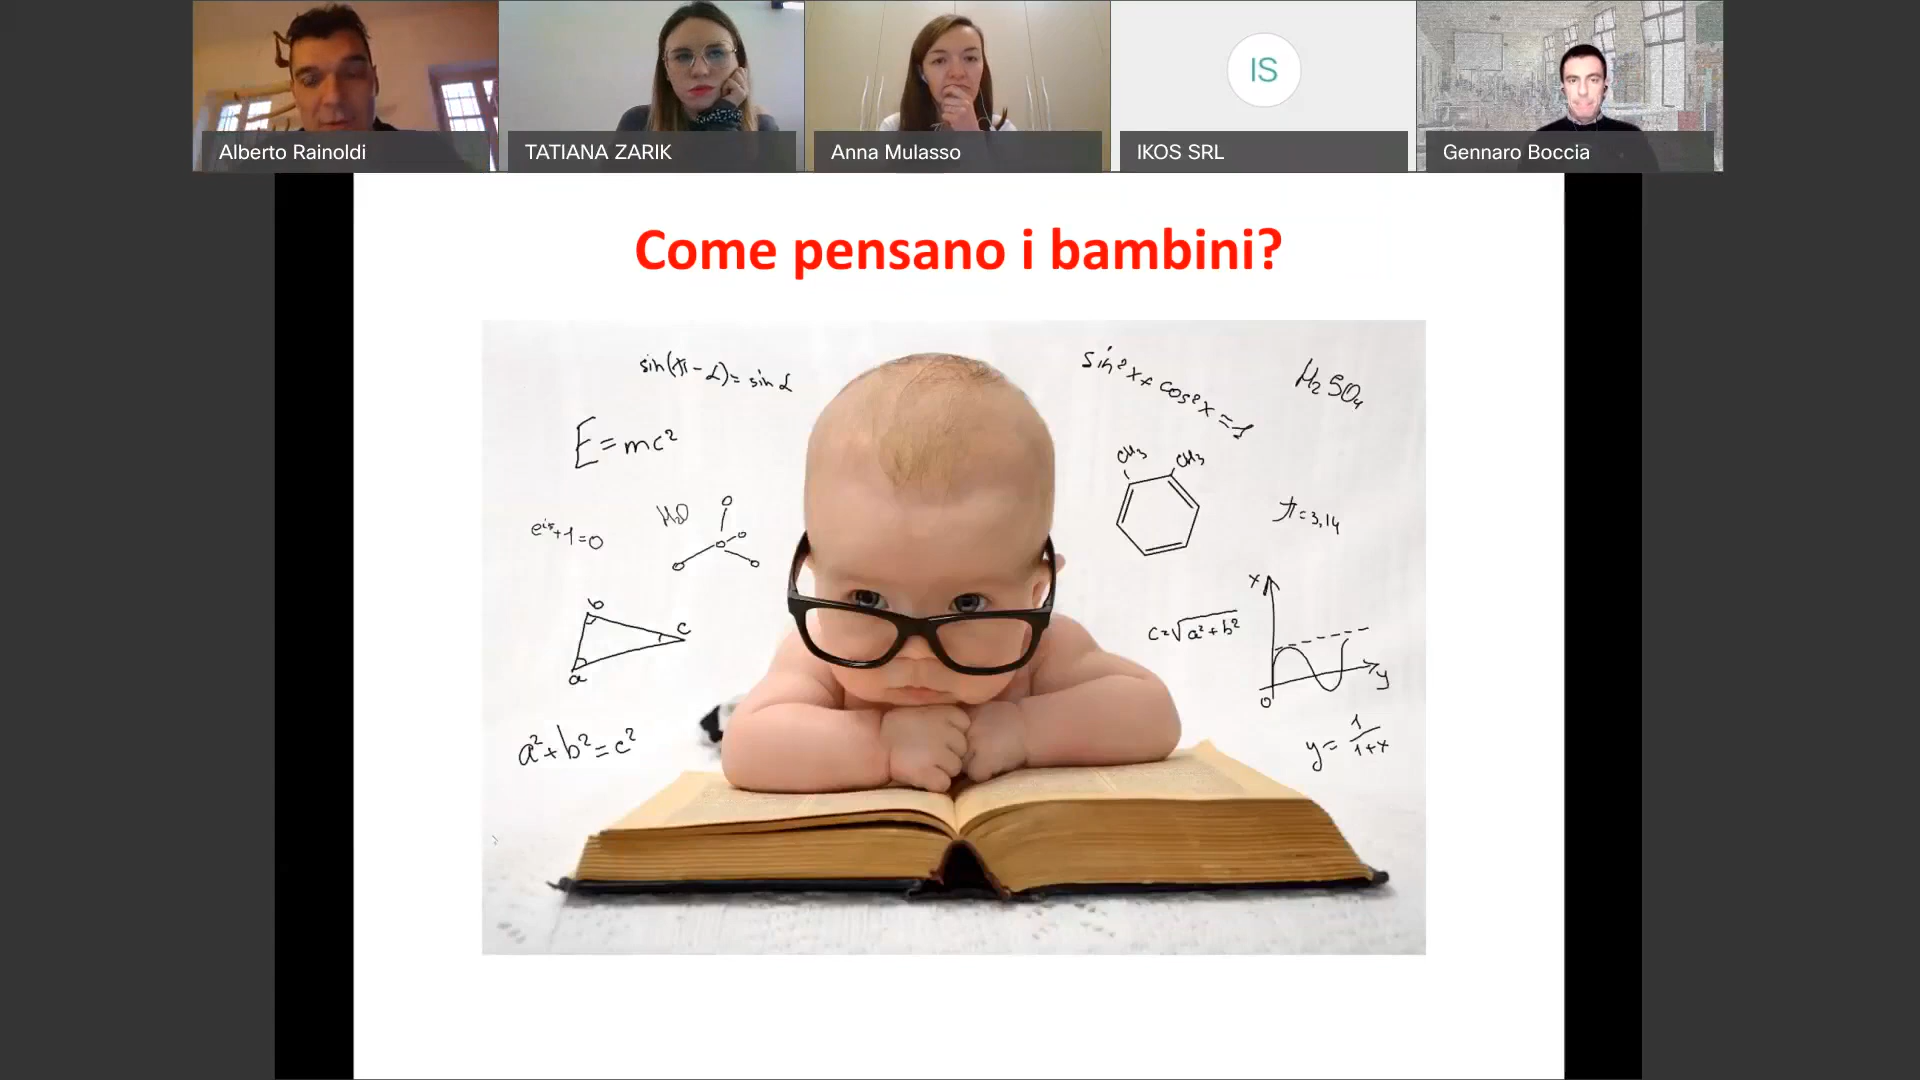 Alberto Rainoldi
TATIANA ZARIK
Anna Mulasso
IS
IKOS SRL
Gennaro Boccia
Come pensano i bambini?
sin(π-α)= sin α
sin²x+cos²x=1
H₂SO₄
E=mc²
CH₃ CH₃
H₂O
π=3,14
e^iπ+1=0
x
b
c
c=√a²+b²
a
y
0
a²+b²=c²
y=1/1+x